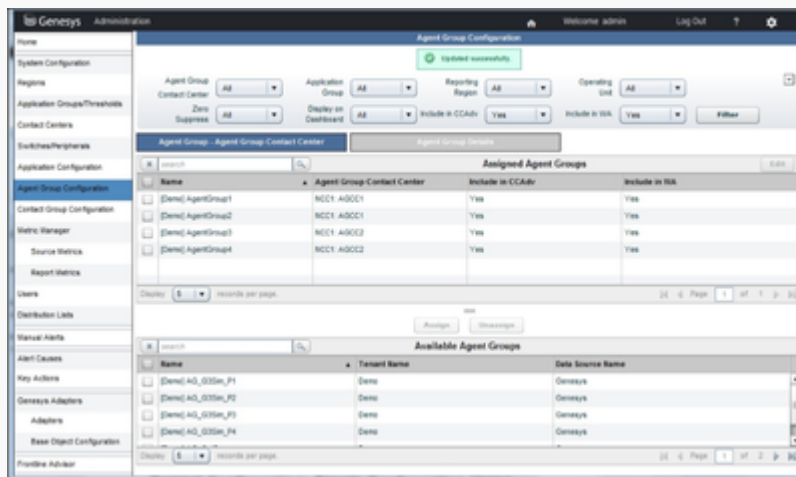 Genesys Administration Welcome admin Log Out ?
Home
System Configuration
Regions
Application Groups/Thresholds
Contact Centers
Switches/Peripherals
Application Configuration
Agent Group Configuration
Contact Group Configuration
Metric Manager
Source Metrics
Report Metrics
Users
Distribution Lists
Manual Alerts
Alert Causes
Key Actions
Genesys Adapters
Adapters
Base Object Configuration
Frontline Advisor
Agent Group Configuration
Updated successfully
Agent Group Contact Center All Application Group All Reporting Region All Operating Unit All
Zero Suppress All Display on Dashboard All Include in CCAdv Yes Include in WA Yes Filter
Agent Group - Agent Group Contact Center Agent Group Details
search Assigned Agent Groups Edit
Name Agent Group Contact Center Include in CCAdv Include in WA
[Demo] AgentGroup1 NCC1: AGCC1 Yes Yes
[Demo] AgentGroup2 NCC1: AGCC1 Yes Yes
[Demo] AgentGroup3 NCC1: AGCC2 Yes Yes
[Demo] AgentGroup4 NCC1: AGCC2 Yes Yes
Display 5 records per page. Page 1 of 1
Assign Unassign
search Available Agent Groups
Name Tenant Name Data Source Name
[Demo] AG_G3Sim_P1 Demo Genesys
[Demo] AG_G3Sim_P2 Demo Genesys
[Demo] AG_G3Sim_P3 Demo Genesys
[Demo] AG_G3Sim_P4 Demo Genesys
Display 5 records per page. Page 1 of 2